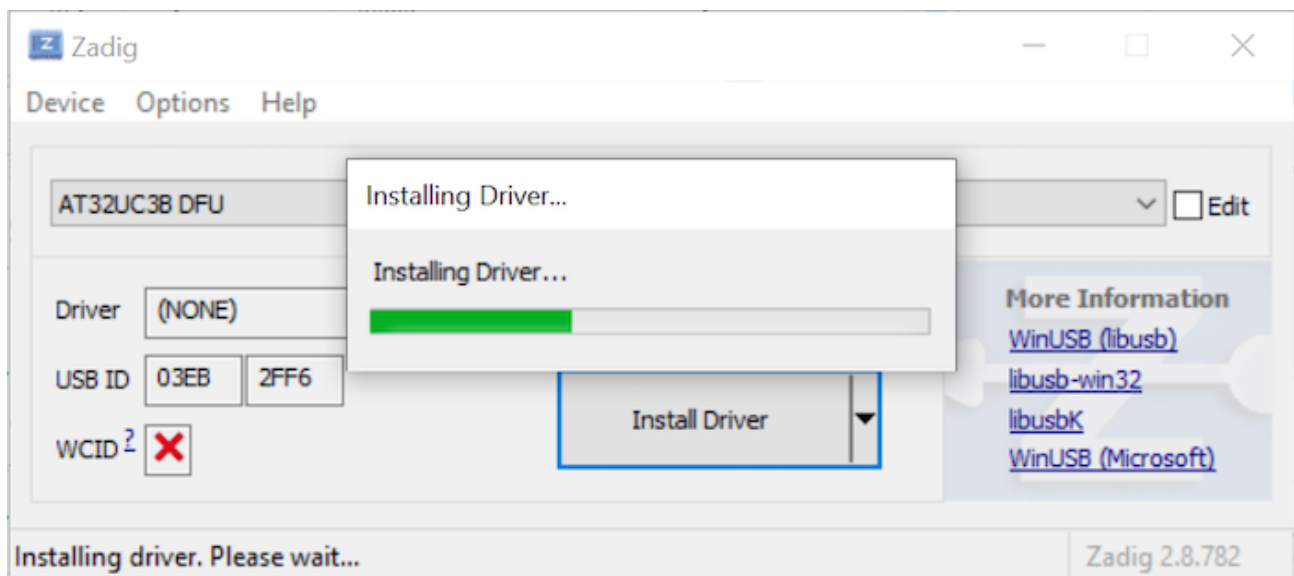 Zadig
Device Options Help
Installing Driver...
AT32UC3B DFU
Edit
Installing Driver...
Driver (NONE)
More Information
WinUSB (libusb)
USB ID 03EB 2FF6
libusb-win32
Install Driver
libusbK
WCID ?
WinUSB (Microsoft)
Installing driver. Please wait...
Zadig 2.8.782